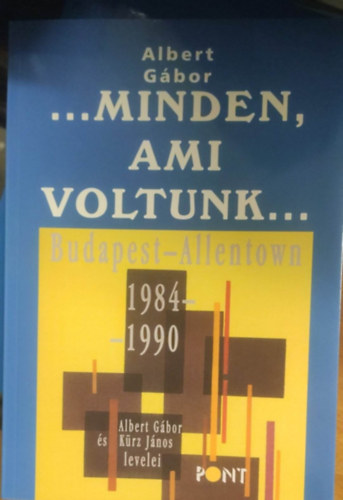 Albert
Gábor
...MINDEN,
AMI
VOLTUNK...
Budapest–Allentown
1984–
–1990
Albert Gábor
és Kürz János
levelei
PONT